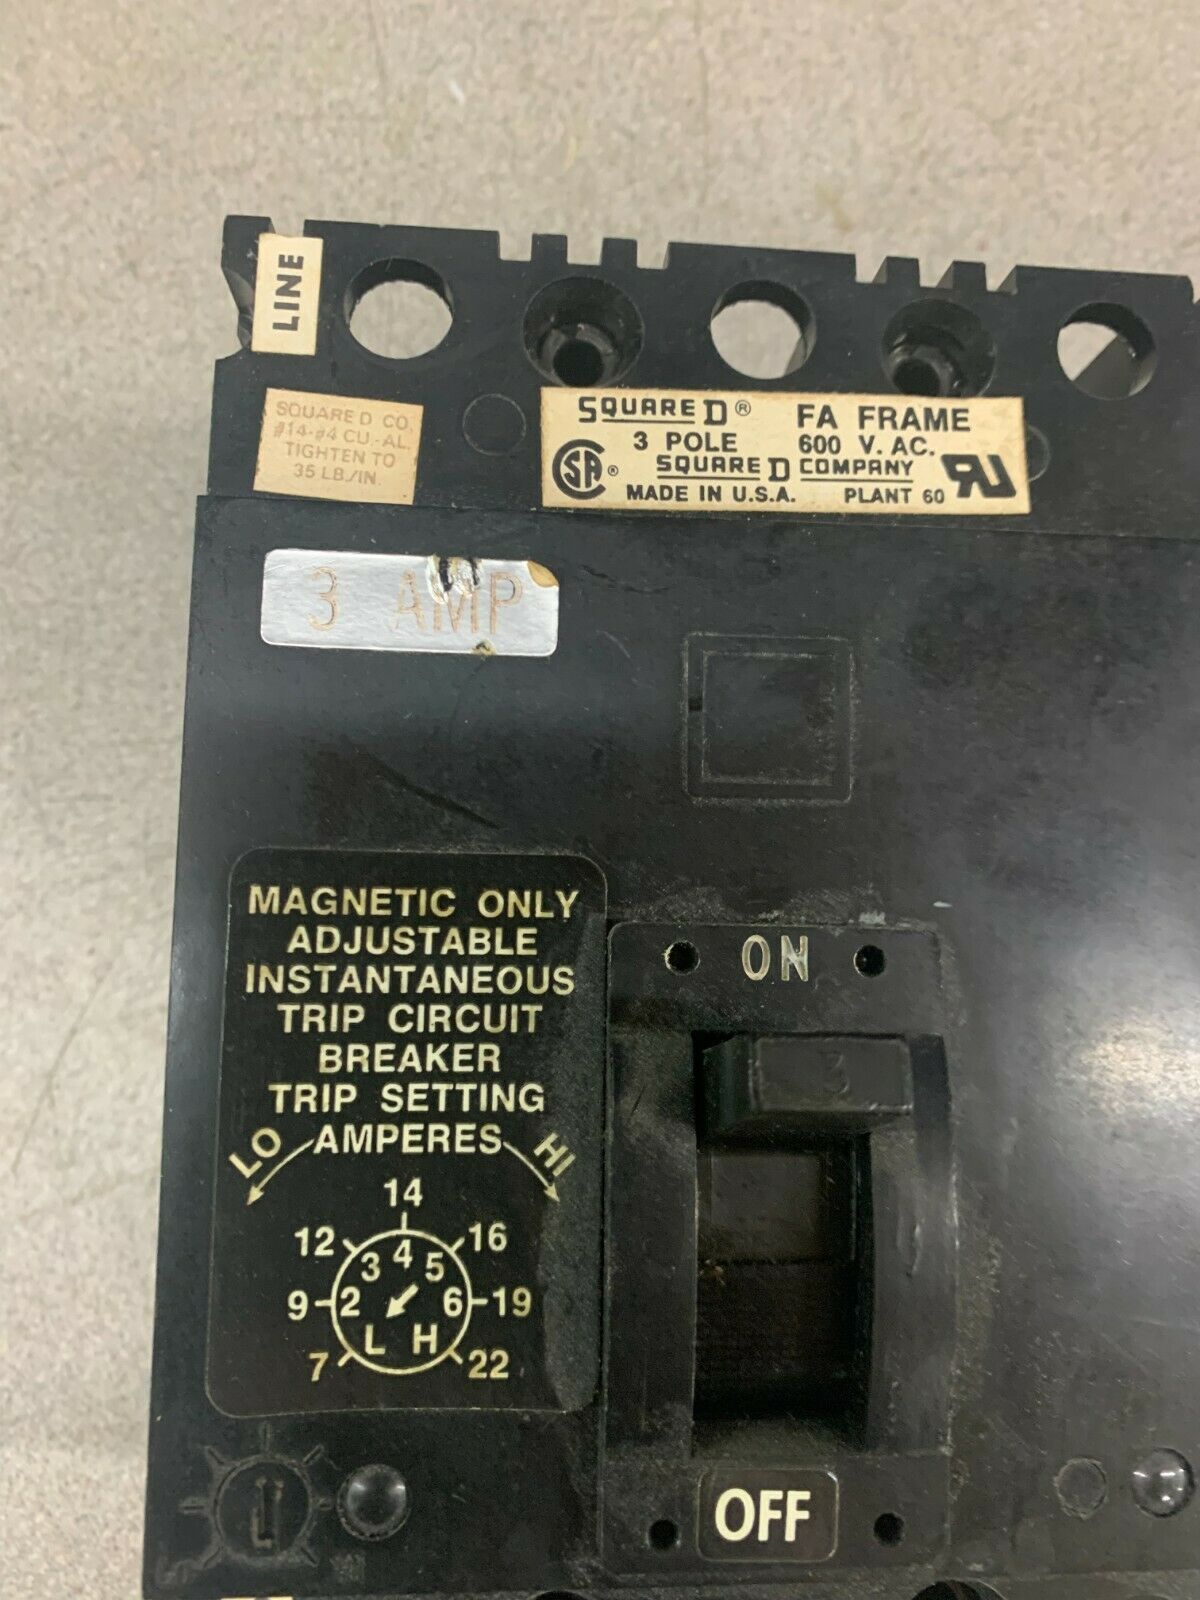 LINE
SQUARE D CO.
#14-#4 CU.-AL.
TIGHTEN TO
35 LB./IN.
SQUARE D® FA FRAME
3 POLE 600 V. AC.
SA ® SQUARE D COMPANY
MADE IN U.S.A. PLANT 60
3 AMP
MAGNETIC ONLY
ADJUSTABLE
INSTANTANEOUS
TRIP CIRCUIT
BREAKER
TRIP SETTING
LO AMPERES HI
14
12 16
3 4 5
9 2 6 19
L H
7 22
ON
3
OFF